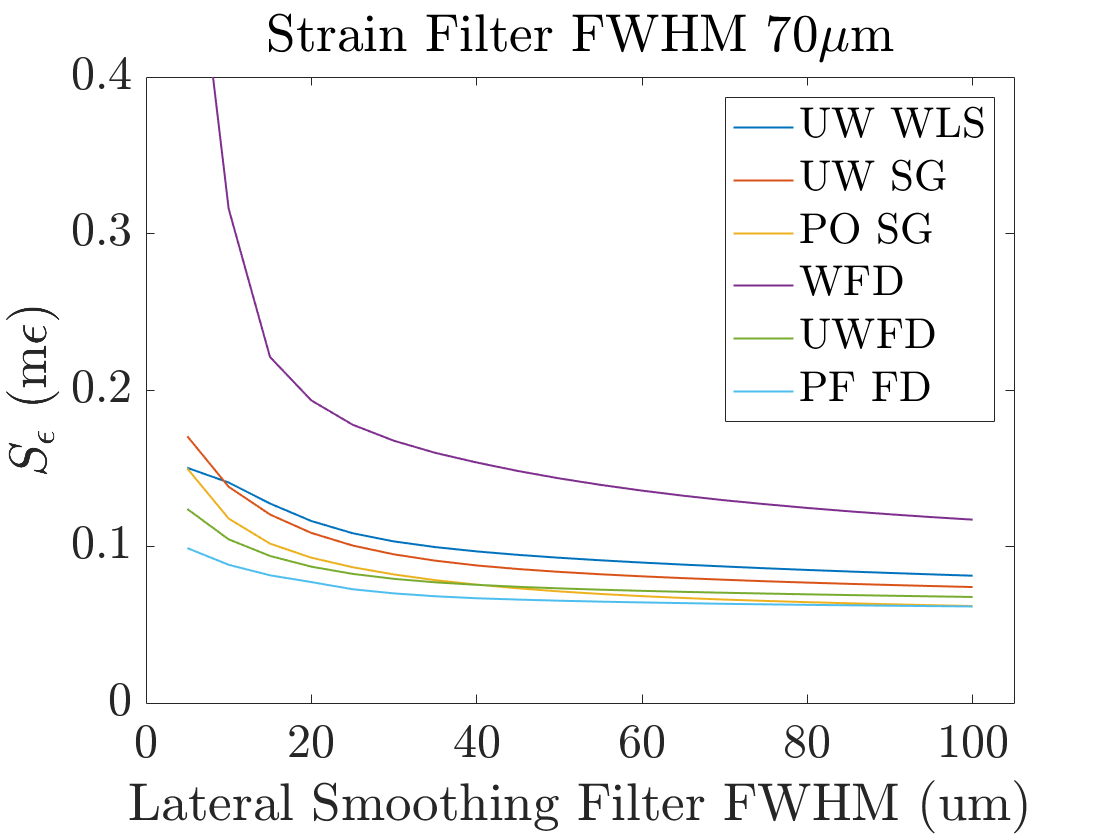 Strain Filter FWHM 70μm
0.4
0.3
0.2
0.1
0
S_ϵ (mϵ)
UW WLS
UW SG
PO SG
WFD
UWFD
PF FD
0 20 40 60 80 100
Lateral Smoothing Filter FWHM (um)